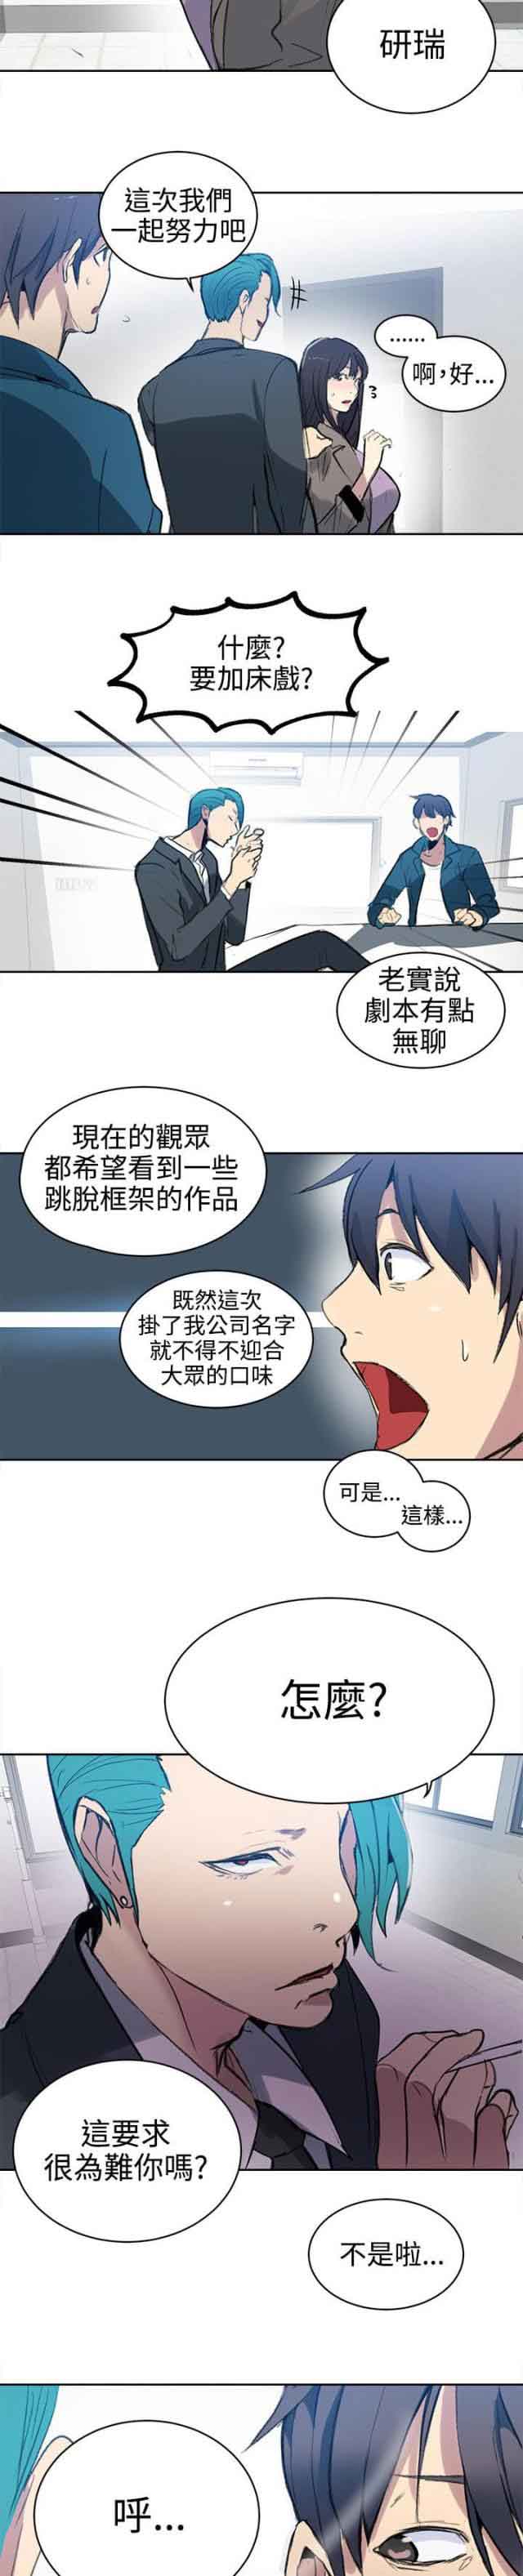 研瑞
這次我們
一起努力吧
......
啊,好...
什麼?
要加床戲?
老實說
劇本有點
無聊
現在的觀眾
都希望看到一些
跳脫框架的作品
既然這次
掛了我公司名字
就不得不迎合
大眾的口味
可是...
這樣...
怎麼?
這要求
很為難你嗎?
不是啦...
呼...